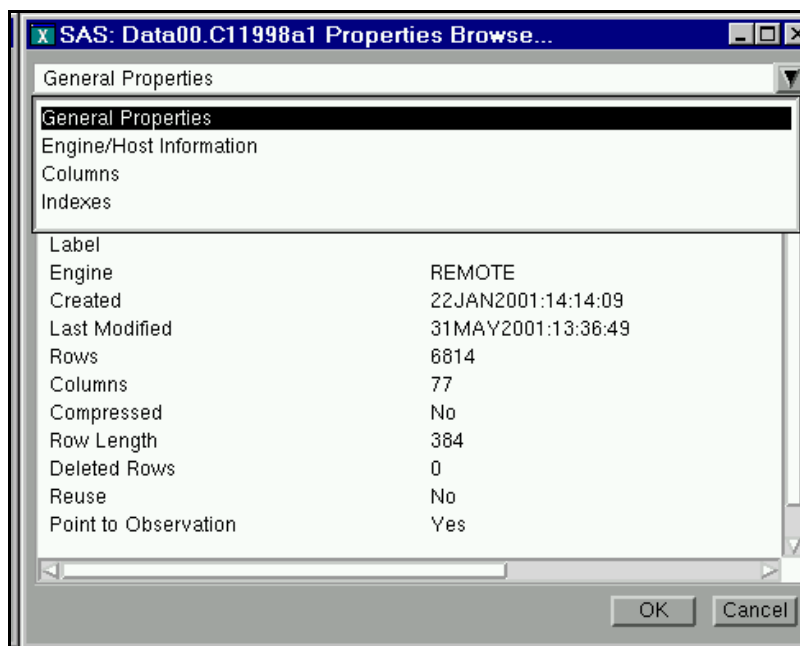 SAS: Data00.C11998a1 Properties Browse...
General Properties
General Properties
Engine/Host Information
Columns
Indexes
Label
Engine REMOTE
Created 22JAN2001:14:14:09
Last Modified 31MAY2001:13:36:49
Rows 6814
Columns 77
Compressed No
Row Length 384
Deleted Rows 0
Reuse No
Point to Observation Yes
OK Cancel